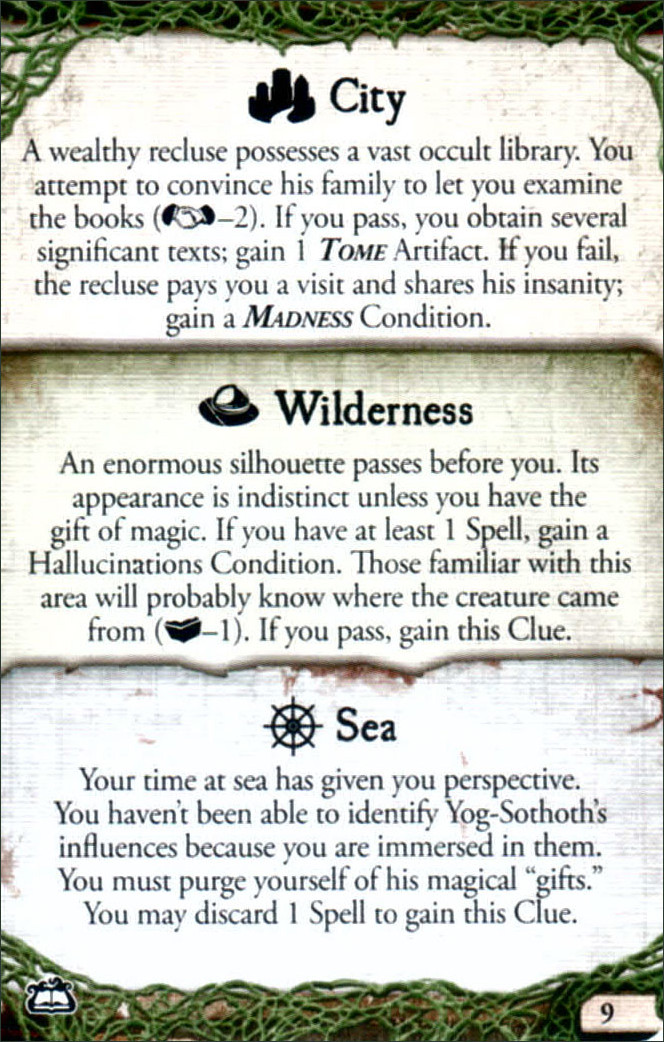 City
A wealthy recluse possesses a vast occult library. You
attempt to convince his family to let you examine
the books (–2). If you pass, you obtain several
significant texts; gain 1 TOME Artifact. If you fail,
the recluse pays you a visit and shares his insanity;
gain a MADNESS Condition.
Wilderness
An enormous silhouette passes before you. Its
appearance is indistinct unless you have the
gift of magic. If you have at least 1 Spell, gain a
Hallucinations Condition. Those familiar with this
area will probably know where the creature came
from (–1). If you pass, gain this Clue.
Sea
Your time at sea has given you perspective.
You haven't been able to identify Yog-Sothoth's
influences because you are immersed in them.
You must purge yourself of his magical “gifts.”
You may discard 1 Spell to gain this Clue.
9